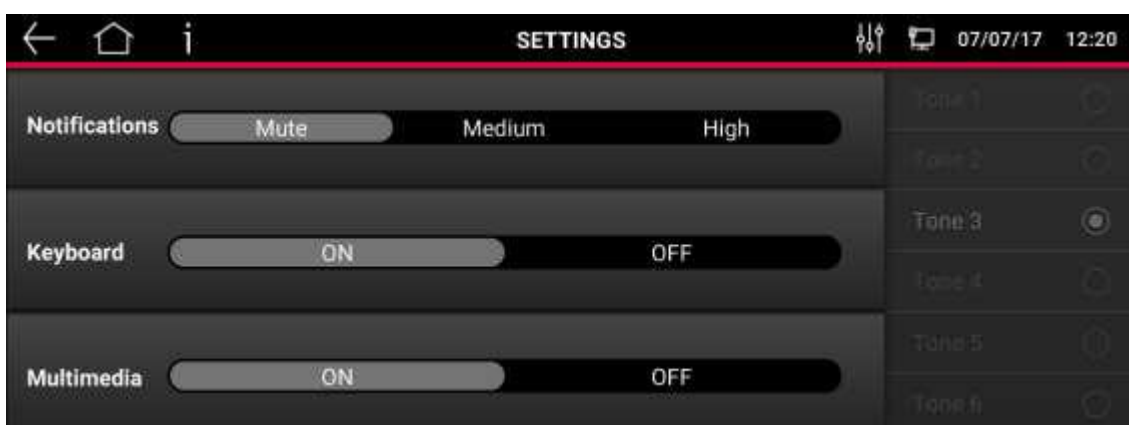 i SETTINGS 07/07/17 12:20
Notifications Mute Medium High
Keyboard ON OFF
Multimedia ON OFF
Tone 1
Tone 2
Tone 3
Tone 4
Tone 5
Tone 6